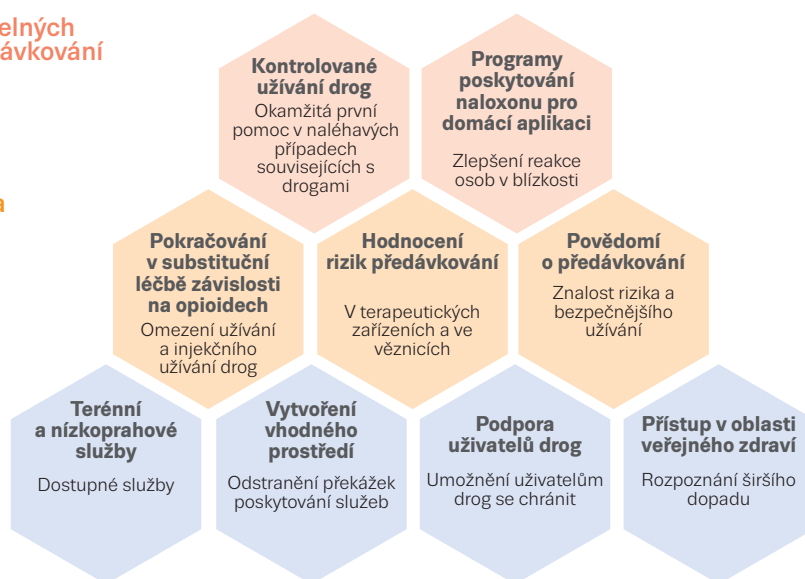 elných
ávkování
Kontrolované
užívání drog
Okamžitá první
pomoc v naléhavých
případech
souvisejících s
drogami
Programy
poskytování
naloxonu pro
domácí aplikaci
Zlepšení reakce
osob v blízkosti
a
Pokračování
v substituční
léčbě závislosti
na opioidech
Omezení užívání
a injekčního
užívání drog
Hodnocení
rizik předávkování
V terapeutických
zařízeních a ve
věznicích
Povědomí
o předávkování
Znalost rizika a
bezpečnějšího
užívání
Terénní
a nízkoprahové
služby
Dostupné služby
Vytvoření
vhodného
prostředí
Odstranění překážek
poskytování služeb
Podpora
uživatelů drog
Umožnění uživatelům
drog se chránit
Přístup v oblasti
veřejného zdraví
Rozpoznání širšího
dopadu